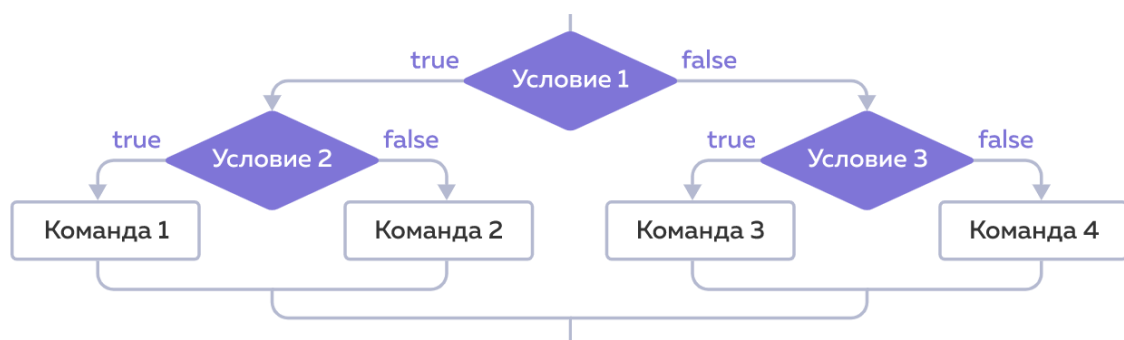 true
Условие 1
false
true
Условие 2
false
true
Условие 3
false
Команда 1
Команда 2
Команда 3
Команда 4